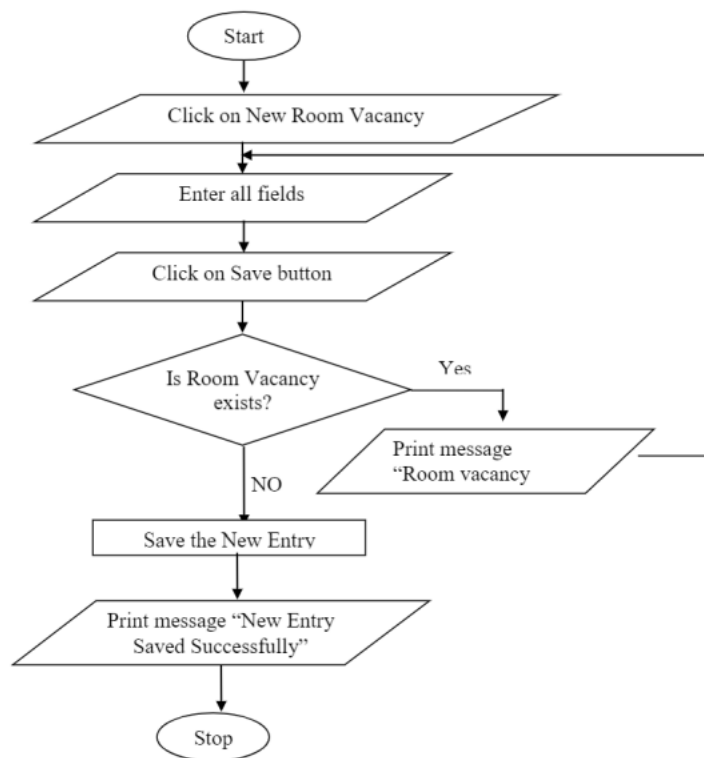 Start
Click on New Room Vacancy
Enter all fields
Click on Save button
Is Room Vacancy
exists?
Yes
Print message
“Room vacancy
NO
Save the New Entry
Print message “New Entry
Saved Successfully”
Stop